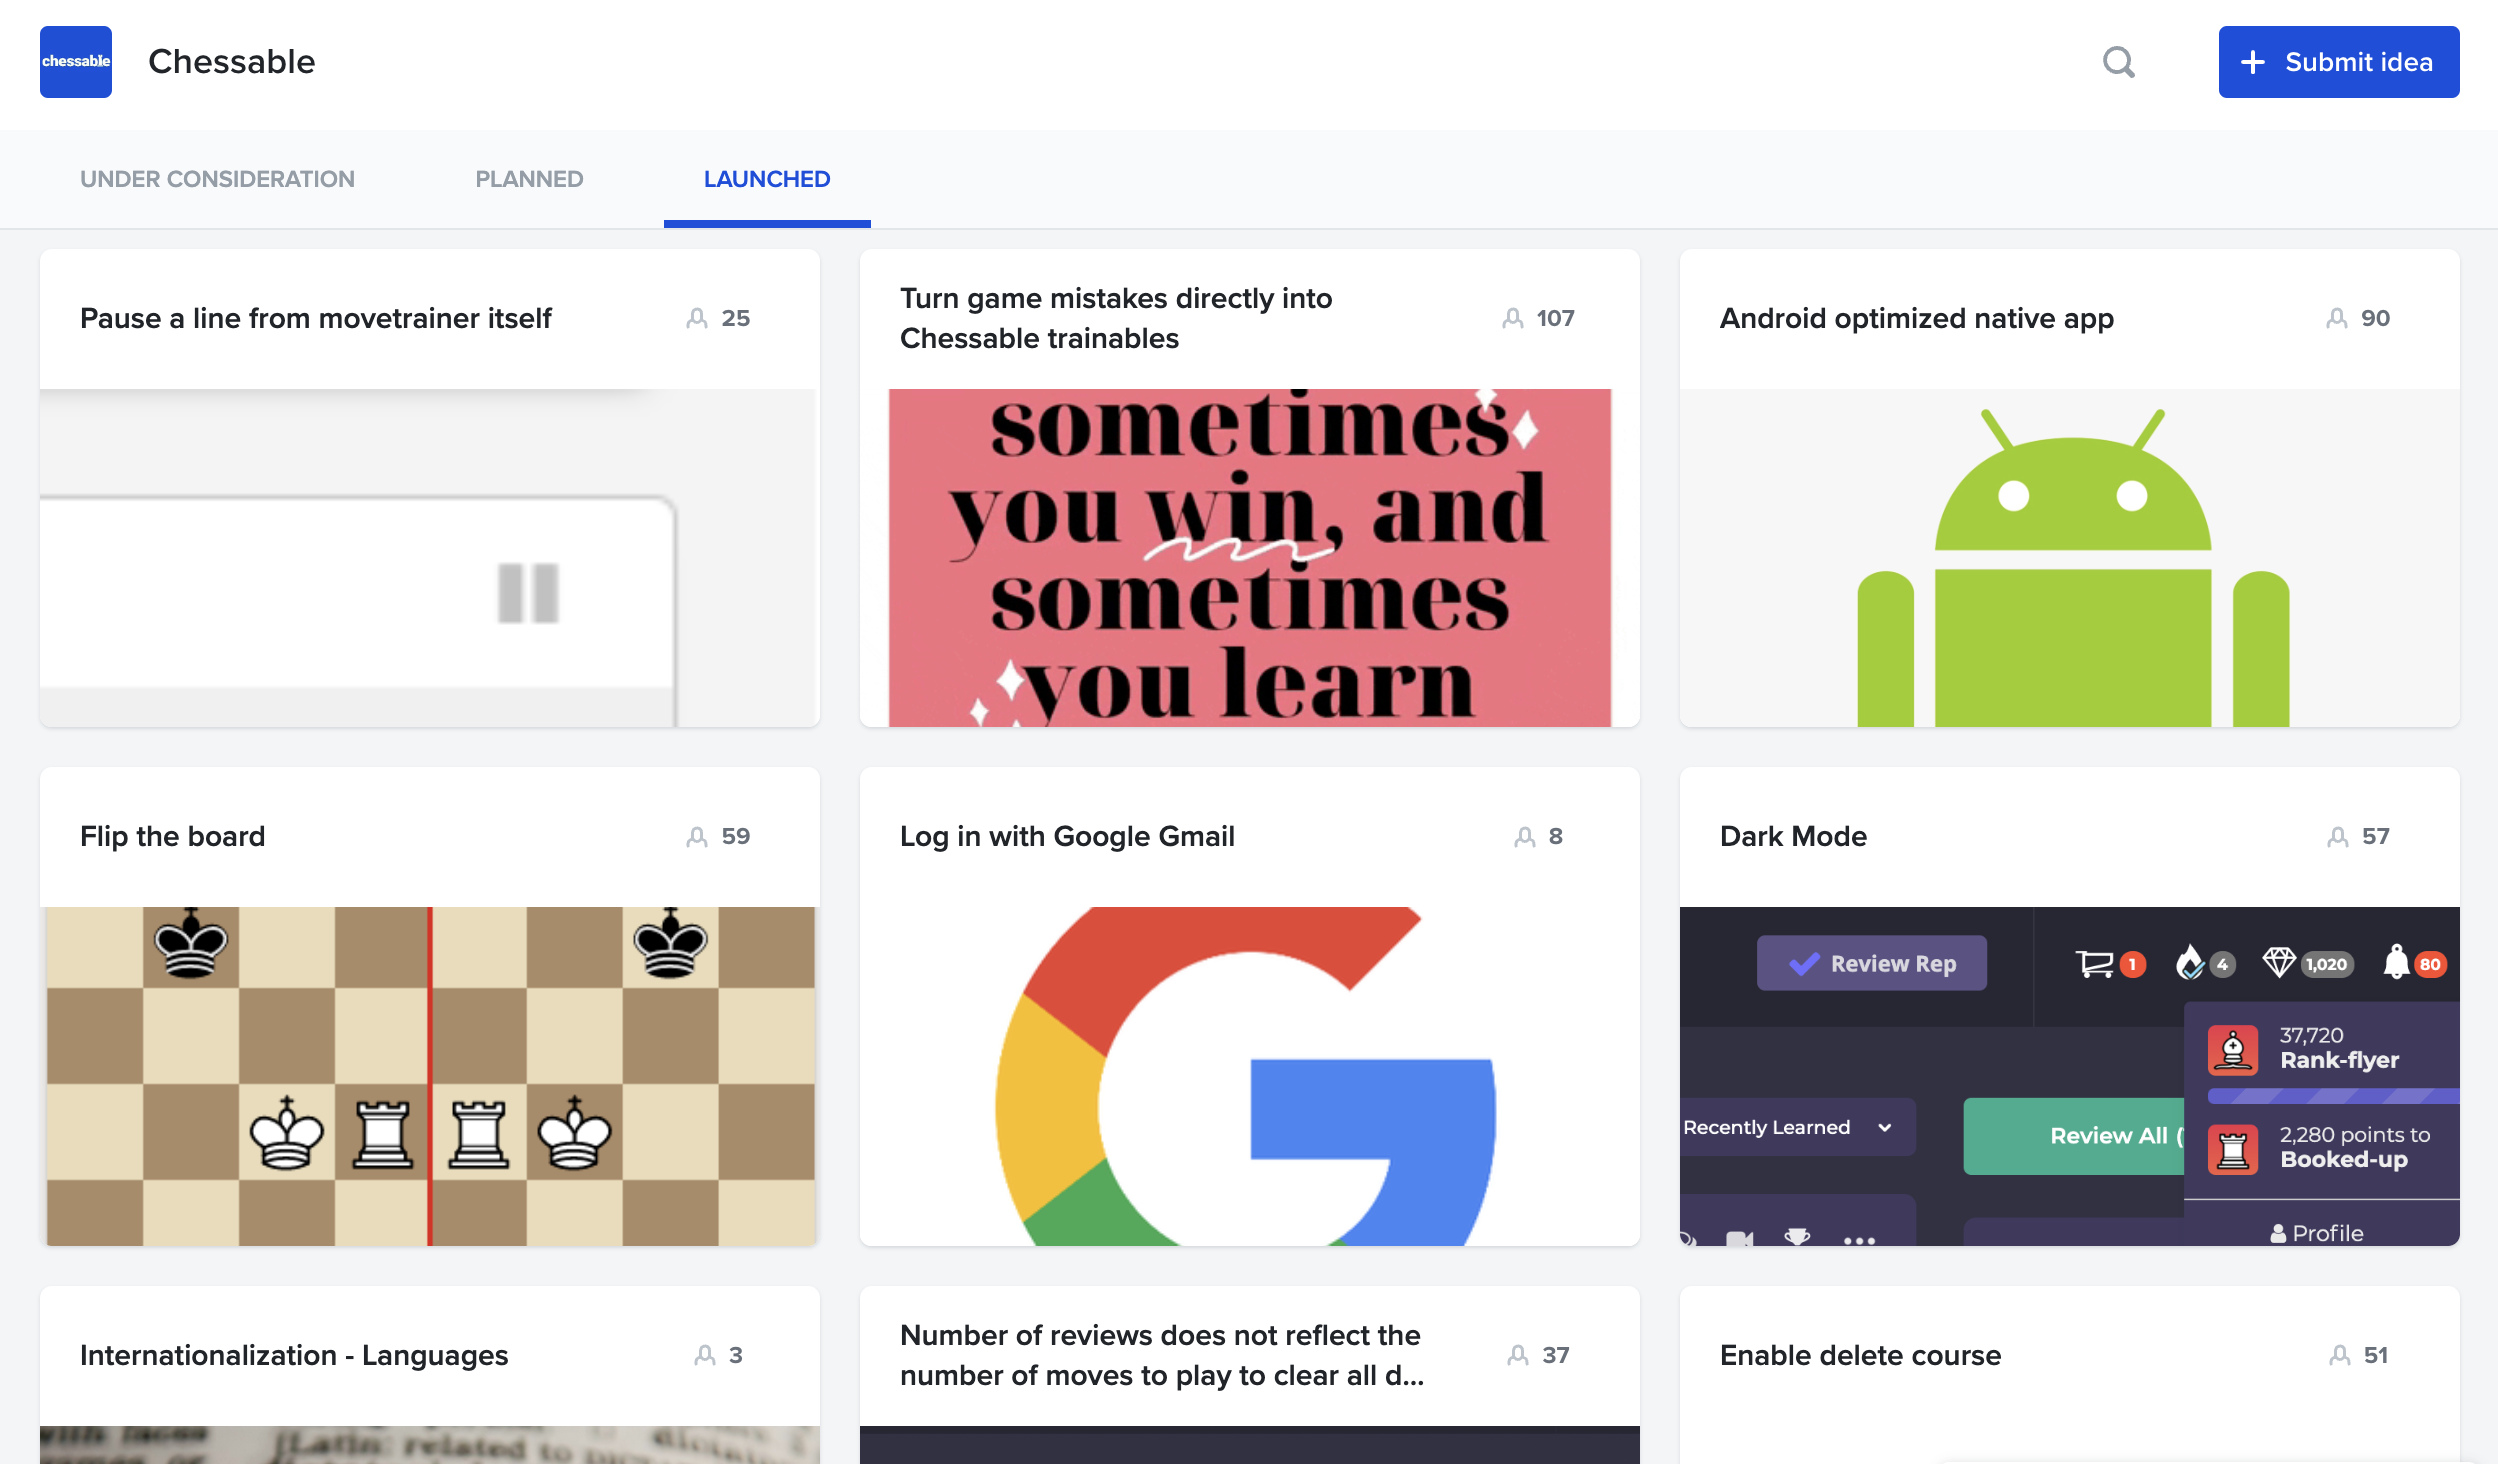 chessable
Chessable
Submit idea
UNDER CONSIDERATION
PLANNED
LAUNCHED
Pause a line from movetrainer itself
25
Turn game mistakes directly into
Chessable trainables
107
Android optimized native app
90
sometimes
you win, and
sometimes
you learn
Flip the board
59
Log in with Google Gmail
8
Dark Mode
57
Review Rep
1
4
1,020
80
37,720
Rank-flyer
Recently Learned
Review All (
2,280 points to
Booked-up
Profile
Internationalization - Languages
3
Number of reviews does not reflect the
number of moves to play to clear all d...
37
Enable delete course
51
Latin: related to